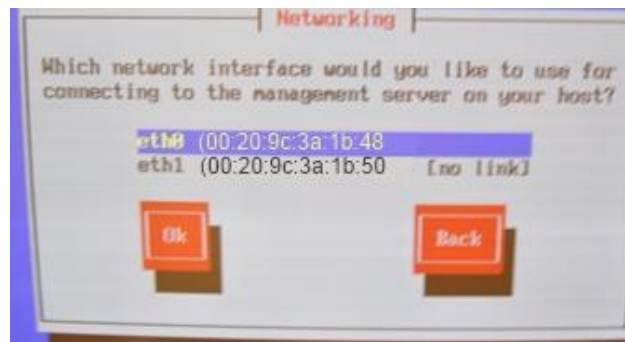 Networking
Which network interface would you like to use for
connecting to the management server on your host?
eth0 (00:20:9c:3a:1b:48
eth1 (00:20:9c:3a:1b:50 [no link]
Ok Back